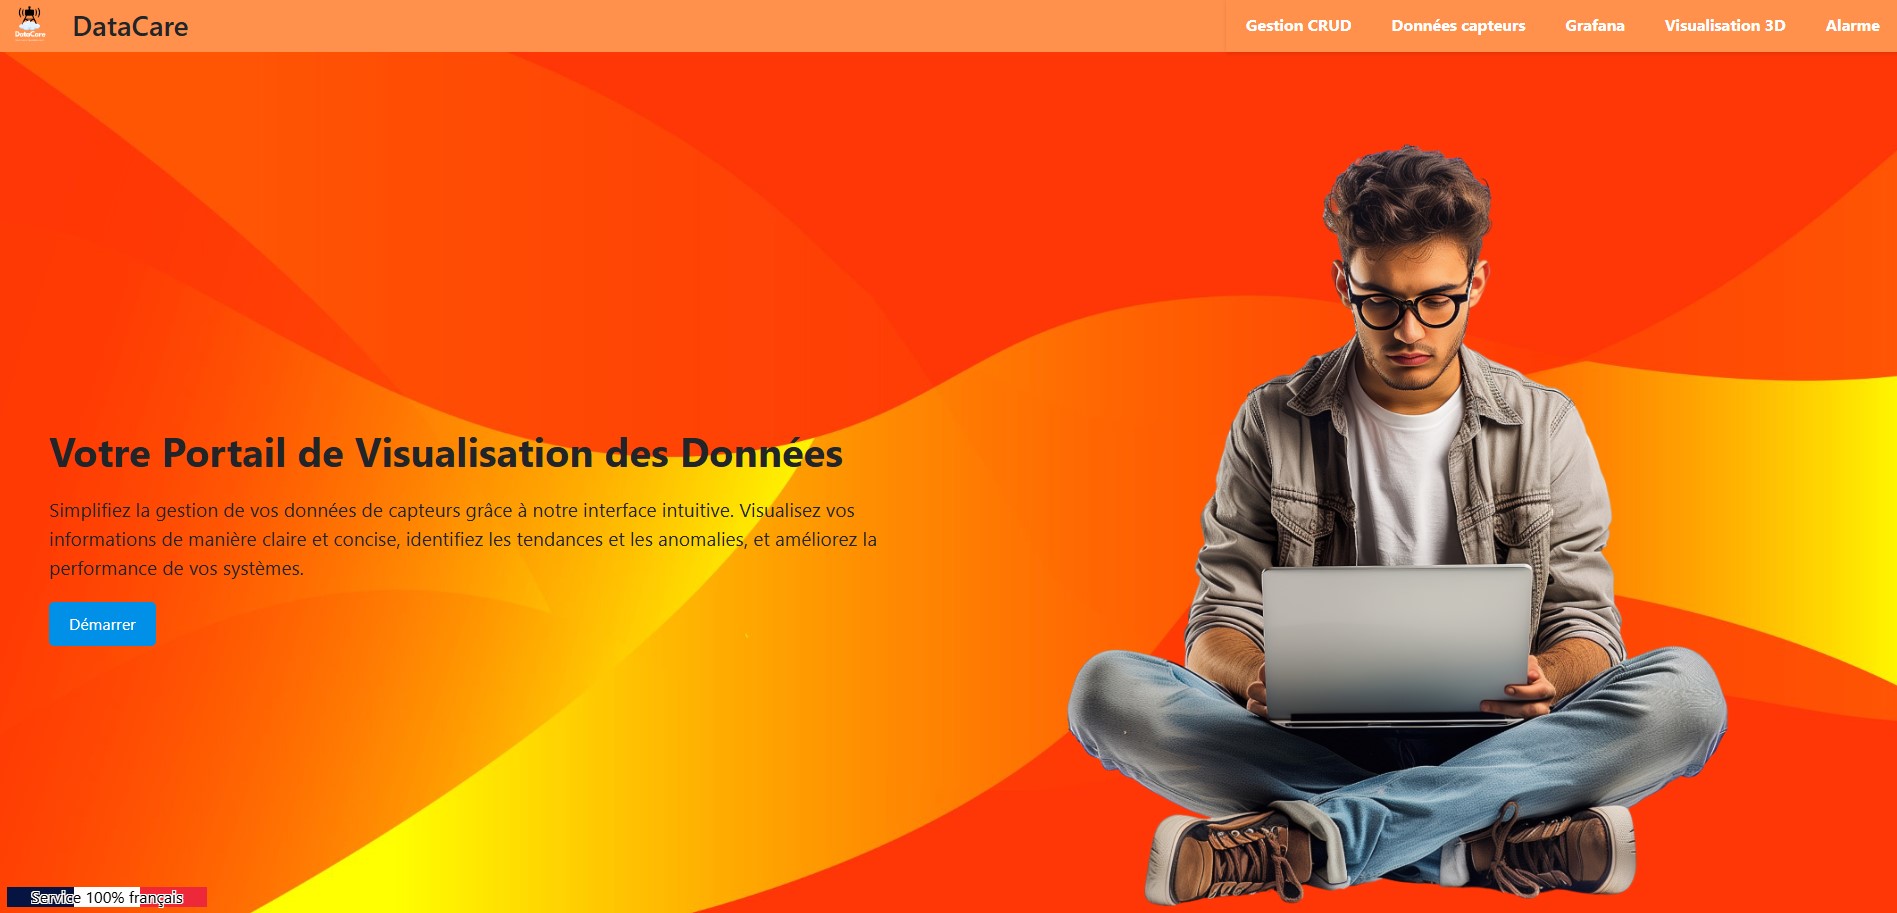 DataCare
DataCare
Gestion CRUD
Données capteurs
Grafana
Visualisation 3D
Alarme
Votre Portail de Visualisation des Données
Simplifiez la gestion de vos données de capteurs grâce à notre interface intuitive. Visualisez vos
informations de manière claire et concise, identifiez les tendances et les anomalies, et améliorez la
performance de vos systèmes.
Démarrer
Service 100% français